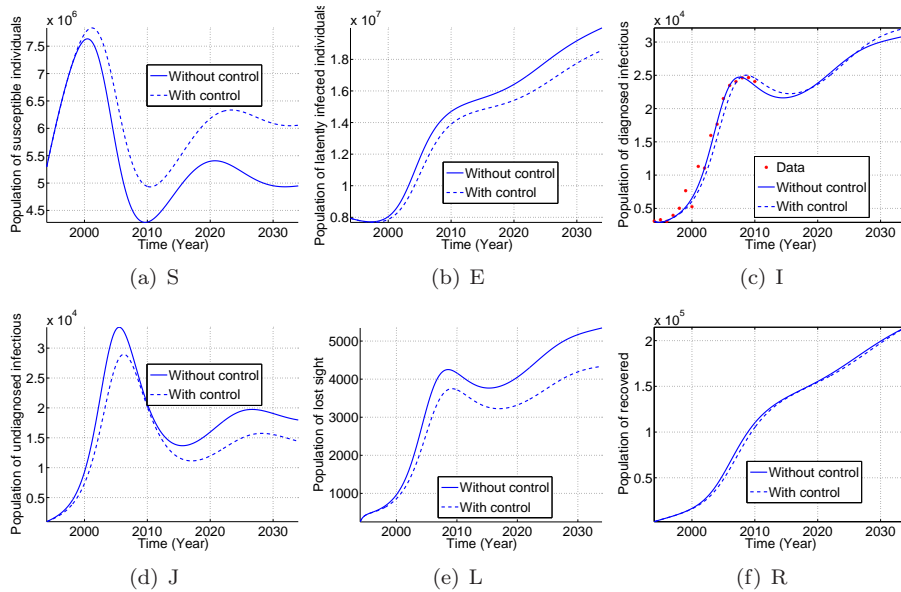 x 10^6
Population of susceptible individuals
7.5
6.5
5.5
4.5
2000 2010 2020 2030
Time (Year)
Without control
With control
(a) S
x 10^7
Population of latently infected individuals
1.8
1.6
1.4
1.2
1
0.8
2000 2010 2020 2030
Time (Year)
Without control
With control
(b) E
x 10^4
Population of diagnosed infectious
3
2.5
2
1.5
1
0.5
2000 2010 2020 2030
Time (Year)
Data
Without control
With control
(c) I
x 10^4
Population of undiagnosed infectious
3
2.5
2
1.5
1
0.5
2000 2010 2020 2030
Time (Year)
Without control
With control
(d) J
Population of lost sight
5000
4000
3000
2000
1000
2000 2010 2020 2030
Time (Year)
Without control
With control
(e) L
x 10^5
Population of recovered
2
1.5
1
0.5
2000 2010 2020 2030
Time (Year)
Without control
With control
(f) R